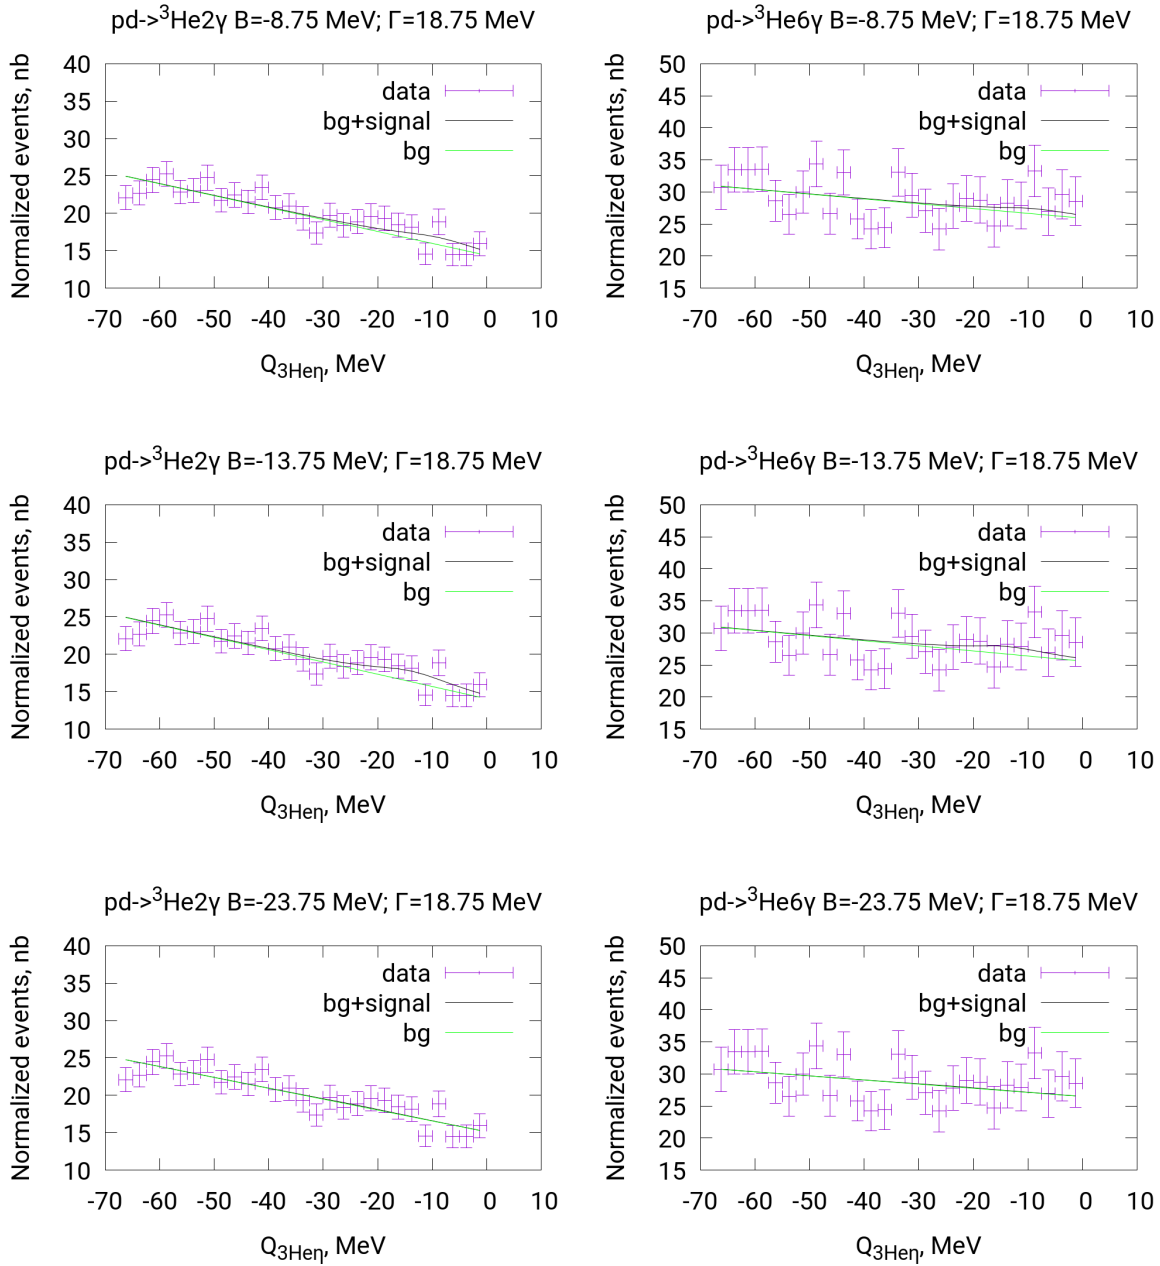 pd->³He2γ B=-8.75 MeV; Γ=18.75 MeV
Normalized events, nb
40
35
30
25
20
15
10
data
bg+signal
bg
-70 -60 -50 -40 -30 -20 -10 0 10
Q3Heη, MeV
pd->³He6γ B=-8.75 MeV; Γ=18.75 MeV
Normalized events, nb
50
45
40
35
30
25
20
15
data
bg+signal
bg
-70 -60 -50 -40 -30 -20 -10 0 10
Q3Heη, MeV
pd->³He2γ B=-13.75 MeV; Γ=18.75 MeV
Normalized events, nb
40
35
30
25
20
15
10
data
bg+signal
bg
-70 -60 -50 -40 -30 -20 -10 0 10
Q3Heη, MeV
pd->³He6γ B=-13.75 MeV; Γ=18.75 MeV
Normalized events, nb
50
45
40
35
30
25
20
15
data
bg+signal
bg
-70 -60 -50 -40 -30 -20 -10 0 10
Q3Heη, MeV
pd->³He2γ B=-23.75 MeV; Γ=18.75 MeV
Normalized events, nb
40
35
30
25
20
15
10
data
bg+signal
bg
-70 -60 -50 -40 -30 -20 -10 0 10
Q3Heη, MeV
pd->³He6γ B=-23.75 MeV; Γ=18.75 MeV
Normalized events, nb
50
45
40
35
30
25
20
15
data
bg+signal
bg
-70 -60 -50 -40 -30 -20 -10 0 10
Q3Heη, MeV